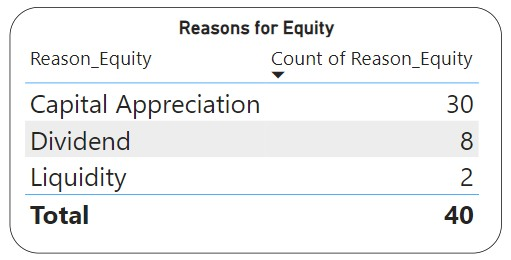 Reasons for Equity
Reason_Equity Count of Reason_Equity
Capital Appreciation 30
Dividend 8
Liquidity 2
Total 40